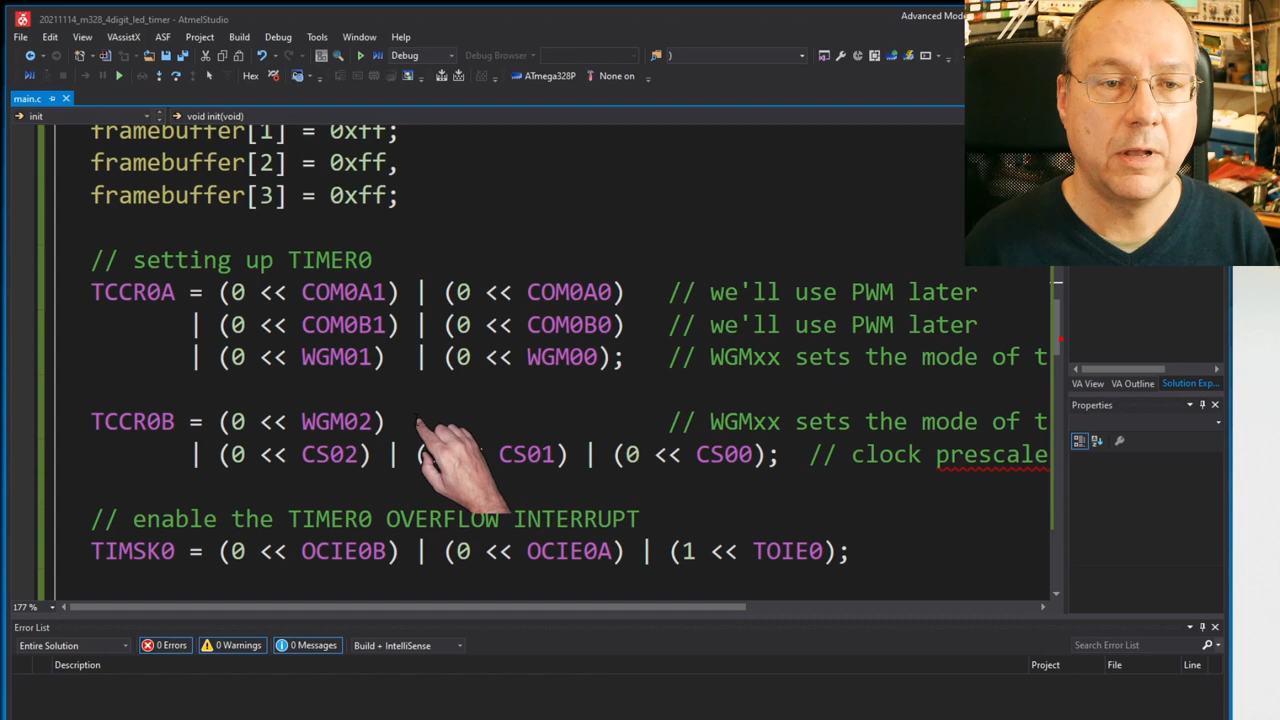 20211114_m328_4digit_led_timer - AtmelStudio
Advanced Mode
File Edit View VAssistX ASF Project Build Debug Tools Window Help
Debug Debug Browser )
Hex ATmega328P None on
main.c
init void init(void)
framebuffer[1] = 0xff;
framebuffer[2] = 0xff,
framebuffer[3] = 0xff;
// setting up TIMER0
TCCR0A = (0 << COM0A1) | (0 << COM0A0) // we'll use PWM later
| (0 << COM0B1) | (0 << COM0B0) // we'll use PWM later
| (0 << WGM01) | (0 << WGM00); // WGMxx sets the mode of t
TCCR0B = (0 << WGM02) // WGMxx sets the mode of t
| (0 << CS02) | ( CS01) | (0 << CS00); // clock prescale
// enable the TIMER0 OVERFLOW INTERRUPT
TIMSK0 = (0 << OCIE0B) | (0 << OCIE0A) | (1 << TOIE0);
177 %
VA View VA Outline Solution Exp...
Properties
Error List
Entire Solution 0 Errors 0 Warnings 0 Messages Build + IntelliSense Search Error List
Description Project File Line